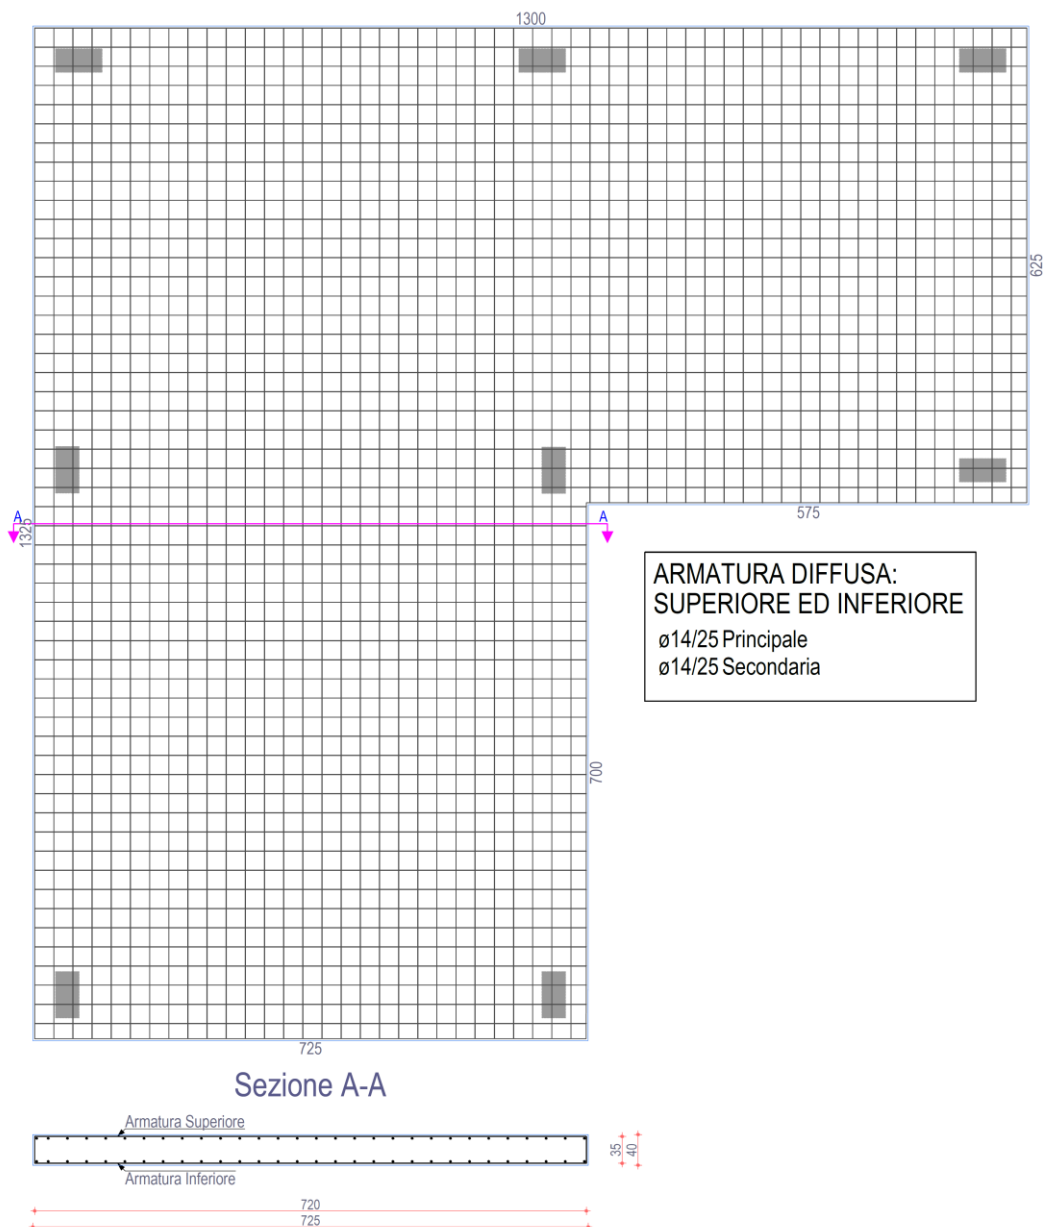 1300
625
A
1325
A
575
ARMATURA DIFFUSA:
SUPERIORE ED INFERIORE
ø14/25 Principale
ø14/25 Secondaria
700
725
Sezione A-A
Armatura Superiore
35
40
Armatura Inferiore
720
725